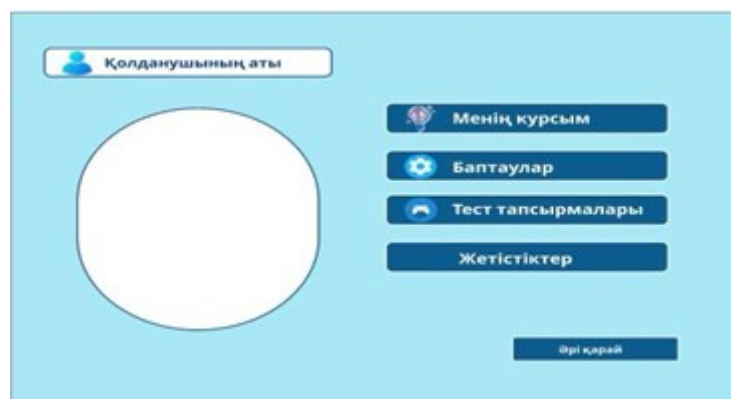 Қолданушының аты
Менің курсым
Баптаулар
Тест тапсырмалары
Жетістіктер
Әрі қарай